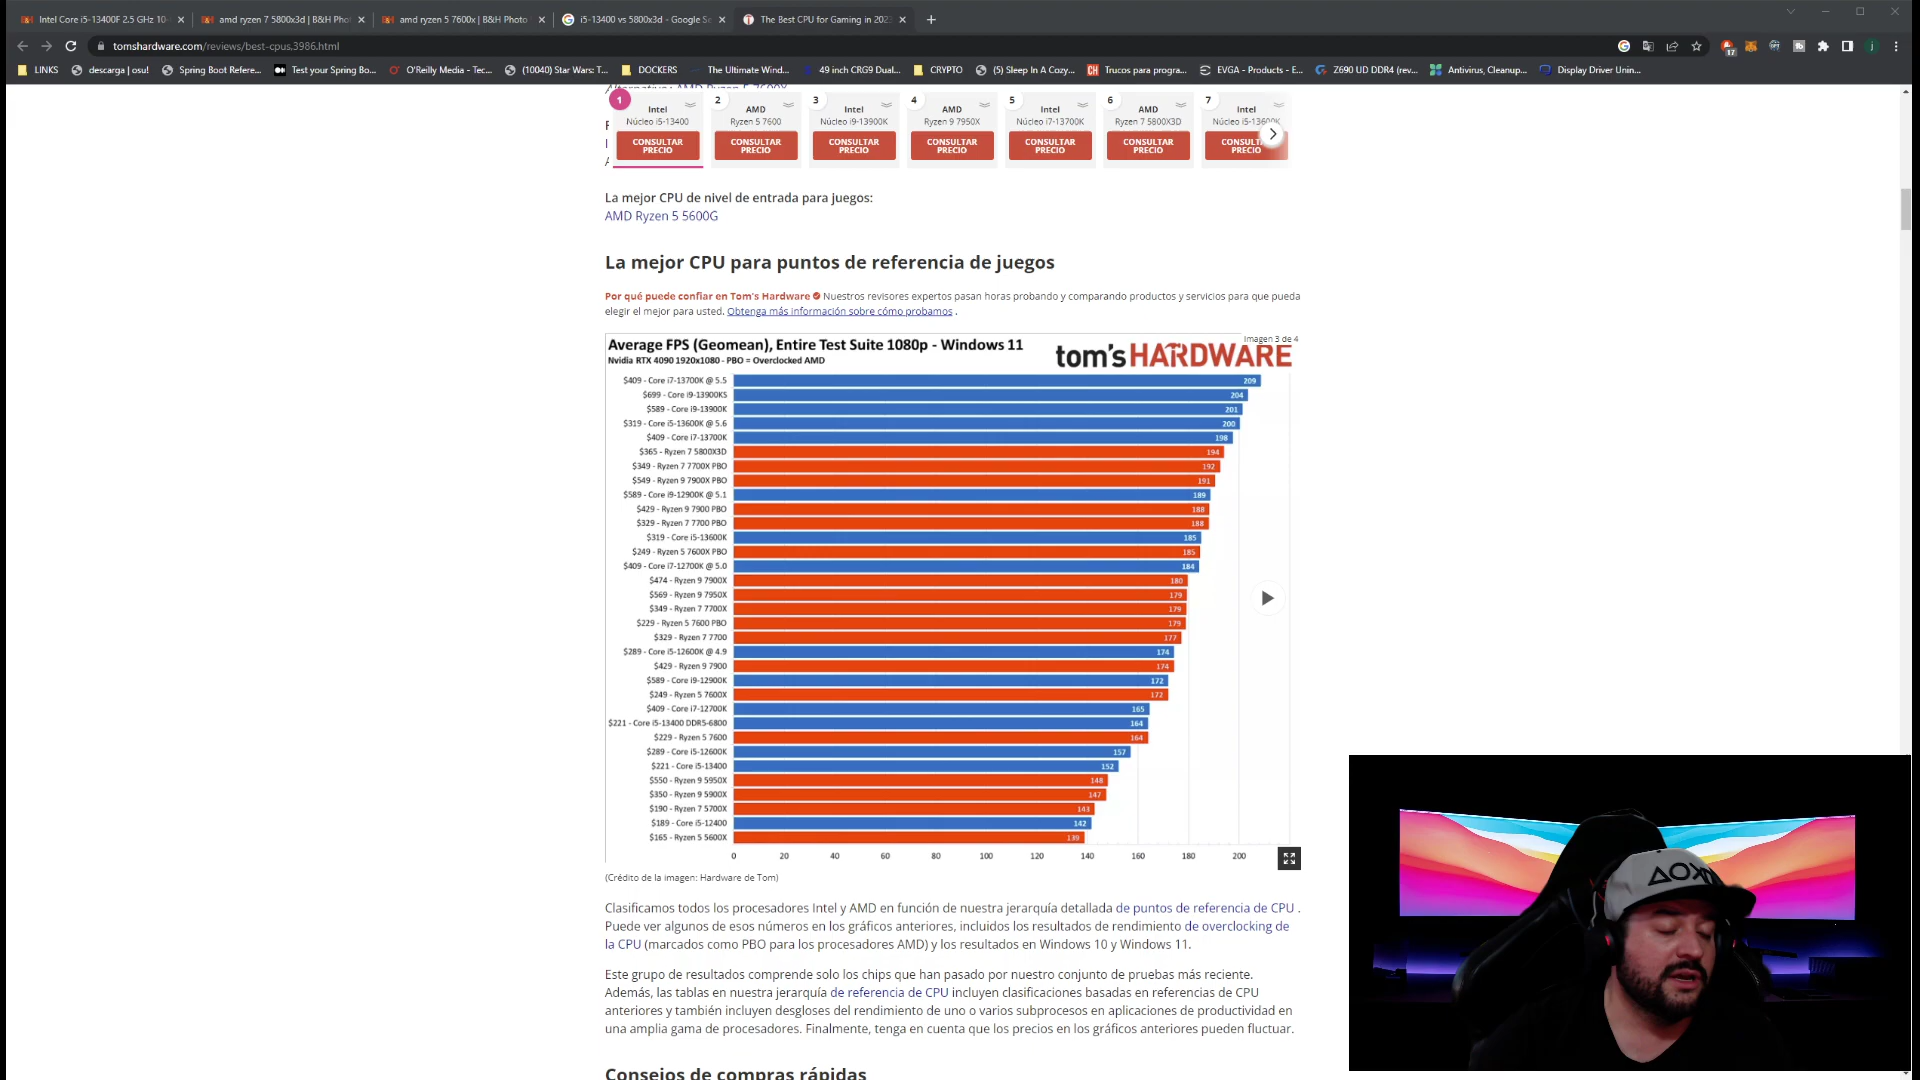 Intel Core i5-13400F 2.5 GHz 10-
amd ryzen 7 5800x3d | B&H Phot
amd ryzen 5 7600x | B&H Photo
i5-13400 vs 5800x3d - Google Se
The Best CPU for Gaming in 202
tomshardware.com/reviews/best-cpus,3986.html
LINKS
descarga | osu!
Spring Boot Refere...
Test your Spring Bo...
O'Reilly Media - Tec...
(10040) Star Wars: T...
DOCKERS
The Ultimate Wind...
49 inch CRG9 Dual...
CRYPTO
(5) Sleep In A Cozy...
Trucos para progra...
EVGA - Products - E...
Z690 UD DDR4 (rev...
Antivirus, Cleanup...
Display Driver Unin...
1 Intel Núcleo i5-13400 CONSULTAR PRECIO
2 AMD Ryzen 5 7600 CONSULTAR PRECIO
3 Intel Núcleo i9-13900K CONSULTAR PRECIO
4 AMD Ryzen 9 7950X CONSULTAR PRECIO
5 Intel Núcleo i7-13700K CONSULTAR PRECIO
6 AMD Ryzen 7 5800X3D CONSULTAR PRECIO
7 Intel Núcleo i5-13600K PRECIO
La mejor CPU de nivel de entrada para juegos:
AMD Ryzen 5 5600G
La mejor CPU para puntos de referencia de juegos
Por qué puede confiar en Tom's Hardware Nuestros revisores expertos pasan horas probando y comparando productos y servicios para que pueda
elegir el mejor para usted. Obtenga más información sobre cómo probamos .
Imagen 3 de 4
Average FPS (Geomean), Entire Test Suite 1080p - Windows 11
Nvidia RTX 4090 1920x1080 - PBO = Overclocked AMD
tom's HARDWARE
$409 - Core i7-13700K @ 5.5 209
$699 - Core i9-13900KS 204
$589 - Core i9-13900K 201
$319 - Core i5-13600K @ 5.6 200
$409 - Core i7-13700K 198
$365 - Ryzen 7 5800X3D 194
$349 - Ryzen 7 7700X PBO 192
$549 - Ryzen 9 7900X PBO 191
$589 - Core i9-12900K @ 5.1 189
$429 - Ryzen 9 7900 PBO 188
$329 - Ryzen 7 7700 PBO 188
$319 - Core i5-13600K 185
$249 - Ryzen 5 7600X PBO 185
$409 - Core i7-12700K @ 5.0 184
$474 - Ryzen 9 7900X 180
$569 - Ryzen 9 7950X 179
$349 - Ryzen 7 7700X 179
$229 - Ryzen 5 7600 PBO 179
$329 - Ryzen 7 7700 177
$289 - Core i5-12600K @ 4.9 174
$429 - Ryzen 9 7900 174
$589 - Core i9-12900K 172
$249 - Ryzen 5 7600X 172
$409 - Core i7-12700K 165
$221 - Core i5-13400 DDR5-6800 164
$229 - Ryzen 5 7600 164
$289 - Core i5-12600K 157
$221 - Core i5-13400 152
$550 - Ryzen 9 5950X 148
$350 - Ryzen 9 5900X 147
$190 - Ryzen 7 5700X 143
$189 - Core i5-12400 142
$165 - Ryzen 5 5600X 139
0 20 40 60 80 100 120 140 160 180 200
(Crédito de la imagen: Hardware de Tom)
Clasificamos todos los procesadores Intel y AMD en función de nuestra jerarquía detallada de puntos de referencia de CPU .
Puede ver algunos de esos números en los gráficos anteriores, incluidos los resultados de rendimiento de overclocking de
la CPU (marcados como PBO para los procesadores AMD) y los resultados en Windows 10 y Windows 11.
Este grupo de resultados comprende solo los chips que han pasado por nuestro conjunto de pruebas más reciente.
Además, las tablas en nuestra jerarquía de referencia de CPU incluyen clasificaciones basadas en referencias de CPU
anteriores y también incluyen desgloses del rendimiento de uno o varios subprocesos en aplicaciones de productividad en
una amplia gama de procesadores. Finalmente, tenga en cuenta que los precios en los gráficos anteriores pueden fluctuar.
Consejos de compras rápidas